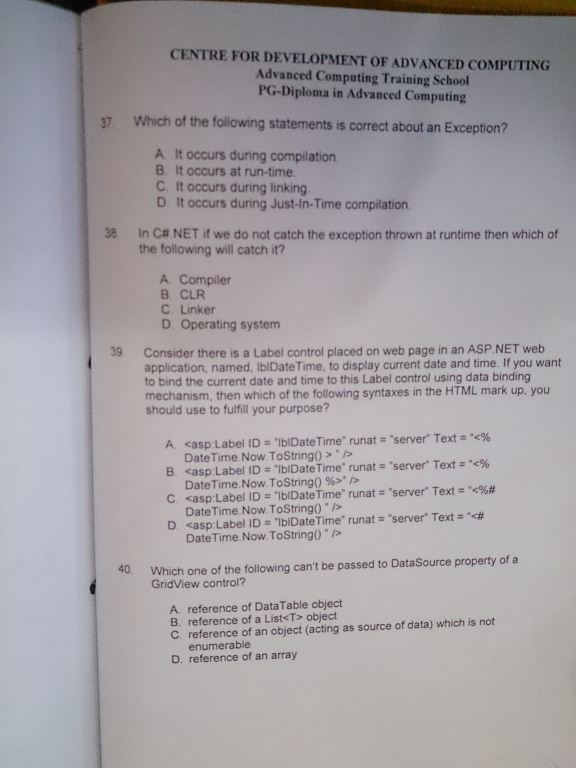 CENTRE FOR DEVELOPMENT OF ADVANCED COMPUTING
Advanced Computing Training School
PG-Diploma in Advanced Computing
37. Which of the following statements is correct about an Exception?
A. It occurs during compilation.
B. It occurs at run-time.
C. It occurs during linking.
D. It occurs during Just-In-Time compilation.
38. In C#.NET if we do not catch the exception thrown at runtime then which of
the following will catch it?
A. Compiler
B. CLR
C. Linker
D. Operating system
39. Consider there is a Label control placed on web page in an ASP.NET web
application, named, lblDateTime, to display current date and time. If you want
to bind the current date and time to this Label control using data binding
mechanism, then which of the following syntaxes in the HTML mark up, you
should use to fulfill your purpose?
A. <asp:Label ID = "lblDateTime" runat = "server" Text = "<%
DateTime.Now.ToString() > " />
B. <asp:Label ID = "lblDateTime" runat = "server" Text = "<%
DateTime.Now.ToString() %>" />
C. <asp:Label ID = "lblDateTime" runat = "server" Text = "<%#
DateTime.Now.ToString() " />
D. <asp:Label ID = "lblDateTime" runat = "server" Text = "<#
DateTime.Now.ToString() " />
40. Which one of the following can't be passed to DataSource property of a
GridView control?
A. reference of DataTable object
B. reference of a List<T> object
C. reference of an object (acting as source of data) which is not
enumerable
D. reference of an array